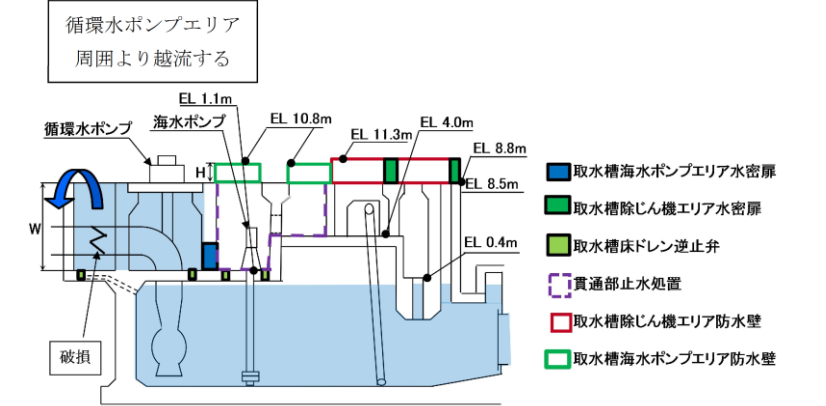 循環水ポンプエリア
周囲より越流する
EL 1.1m
海水ポンプ
循環水ポンプ
EL 10.8m
EL 11.3m
EL 4.0m
EL 8.8m
EL 8.5m
H
W
EL 0.4m
破損
取水槽海水ポンプエリア水密扉
取水槽除じん機エリア水密扉
取水槽床ドレン逆止弁
貫通部止水処置
取水槽除じん機エリア防水壁
取水槽海水ポンプエリア防水壁